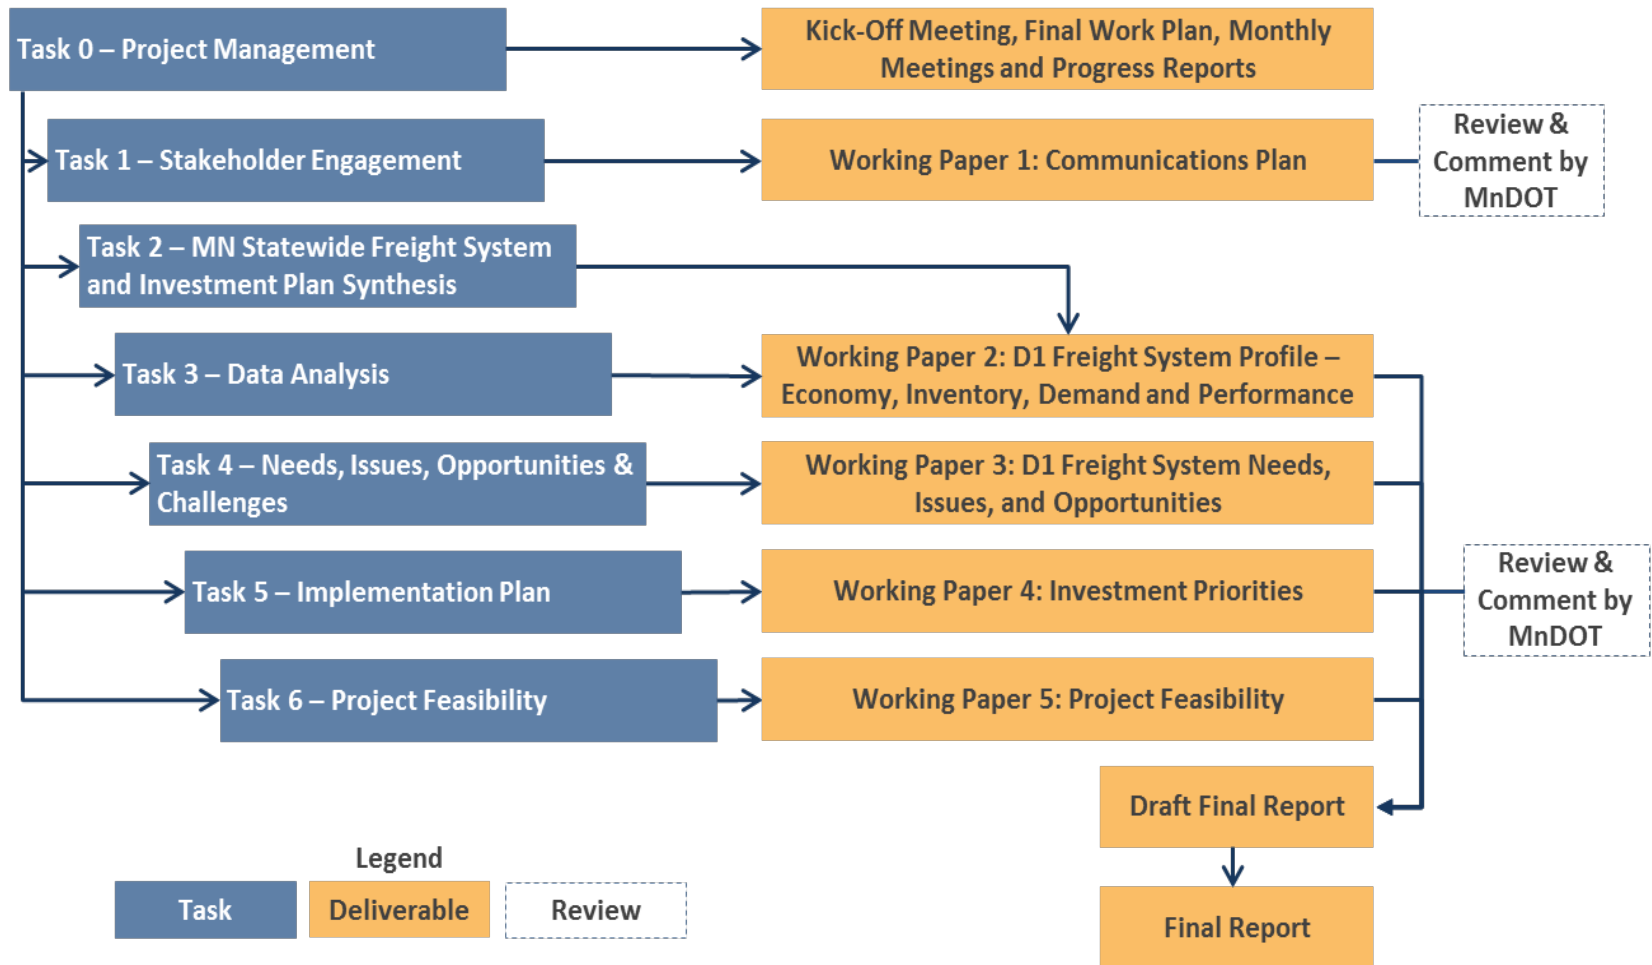 Task 0 – Project Management
Kick-Off Meeting, Final Work Plan, Monthly
Meetings and Progress Reports
Task 1 – Stakeholder Engagement
Working Paper 1: Communications Plan
Review &
Comment by
MnDOT
Task 2 – MN Statewide Freight System
and Investment Plan Synthesis
Task 3 – Data Analysis
Working Paper 2: D1 Freight System Profile –
Economy, Inventory, Demand and Performance
Task 4 – Needs, Issues, Opportunities &
Challenges
Working Paper 3: D1 Freight System Needs,
Issues, and Opportunities
Task 5 – Implementation Plan
Working Paper 4: Investment Priorities
Review &
Comment by
MnDOT
Task 6 – Project Feasibility
Working Paper 5: Project Feasibility
Draft Final Report
Final Report
Legend
Task
Deliverable
Review